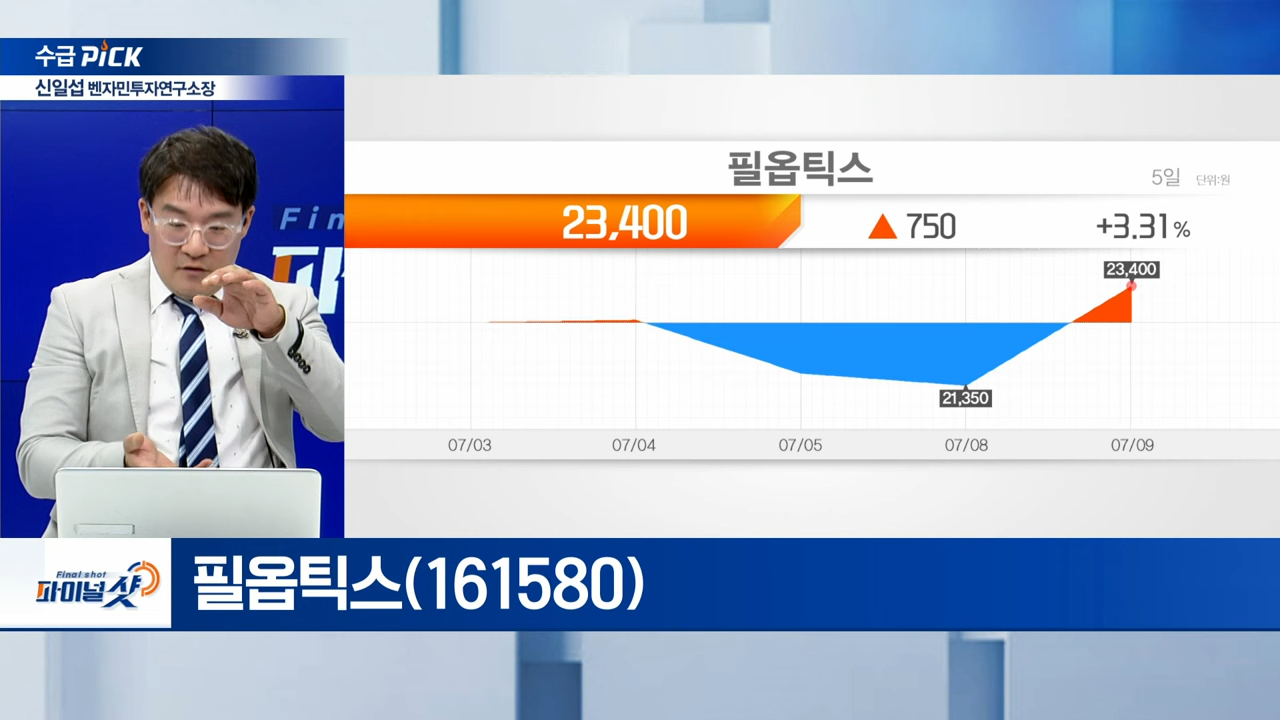 수급 PiCK
신일섭 벤자민투자연구소장
Fin
파
필옵틱스
5일 단위:원
23,400 ▲ 750 +3.31 %
23,400
21,350
07/03 07/04 07/05 07/08 07/09
Final shot
파이널샷
필옵틱스(161580)